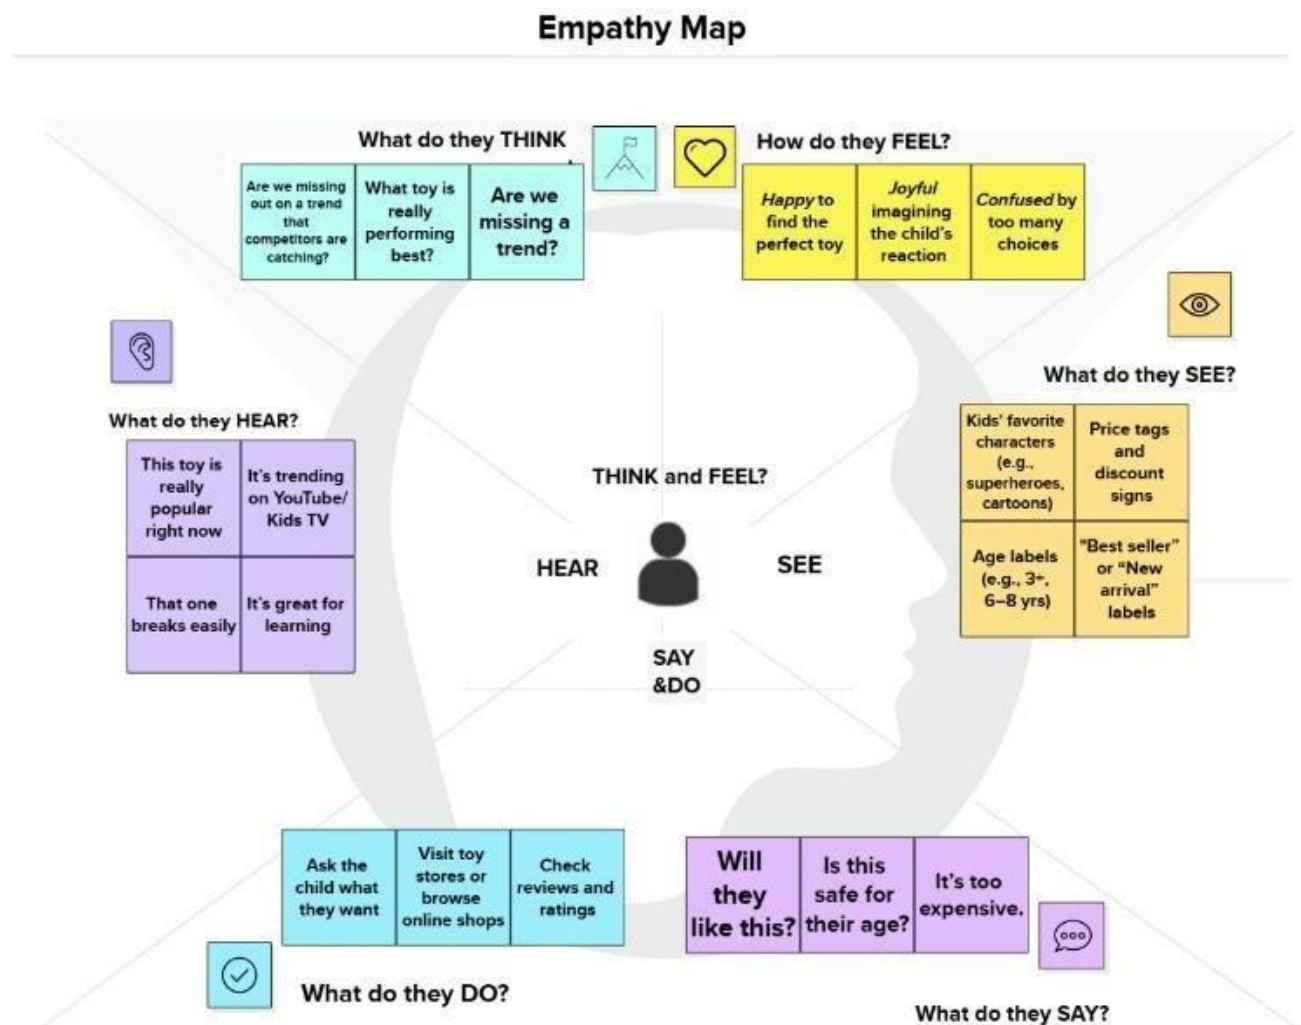 Empathy Map
What do they THINK
Are we missing
out on a trend
that
competitors are
catching?
What toy is
really
performing
best?
Are we
missing a
trend?
How do they FEEL?
Happy to
find the
perfect toy
Joyful
imagining
the child's
reaction
Confused by
too many
choices
What do they HEAR?
This toy is
really
popular
right now
It's trending
on YouTube/
Kids TV
That one
breaks easily
It's great for
learning
THINK and FEEL?
HEAR
SEE
SAY
&DO
What do they SEE?
Kids' favorite
characters
(e.g.,
superheroes,
cartoons)
Price tags
and
discount
signs
Age labels
(e.g., 3+,
6–8 yrs)
"Best seller”
or “New
arrival”
labels
Ask the
child what
they want
Visit toy
stores or
browse
online shops
Check
reviews and
ratings
What do they DO?
Will
they
like this?
Is this
safe for
their age?
It's too
expensive.
What do they SAY?